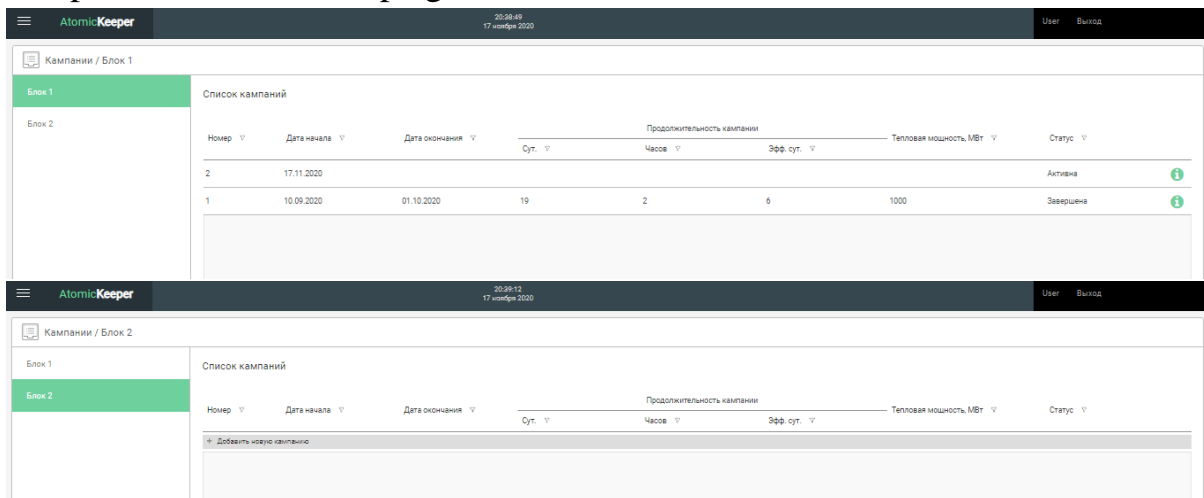 AtomicKeeper 20:38:49 User Выход
17 ноября 2020
Кампании / Блок 1
Блок 1
Список кампаний
Блок 2
Продолжительность кампании
Номер Дата начала Дата окончания Тепловая мощность, МВт Статус
Сут. Часов Эфф. сут.
2 17.11.2020 Активна
1 10.09.2020 01.10.2020 19 2 6 1000 Завершена
AtomicKeeper 20:39:12 User Выход
17 ноября 2020
Кампании / Блок 2
Блок 1
Список кампаний
Блок 2
Продолжительность кампании
Номер Дата начала Дата окончания Тепловая мощность, МВт Статус
Сут. Часов Эфф. сут.
+ Добавить новую кампанию